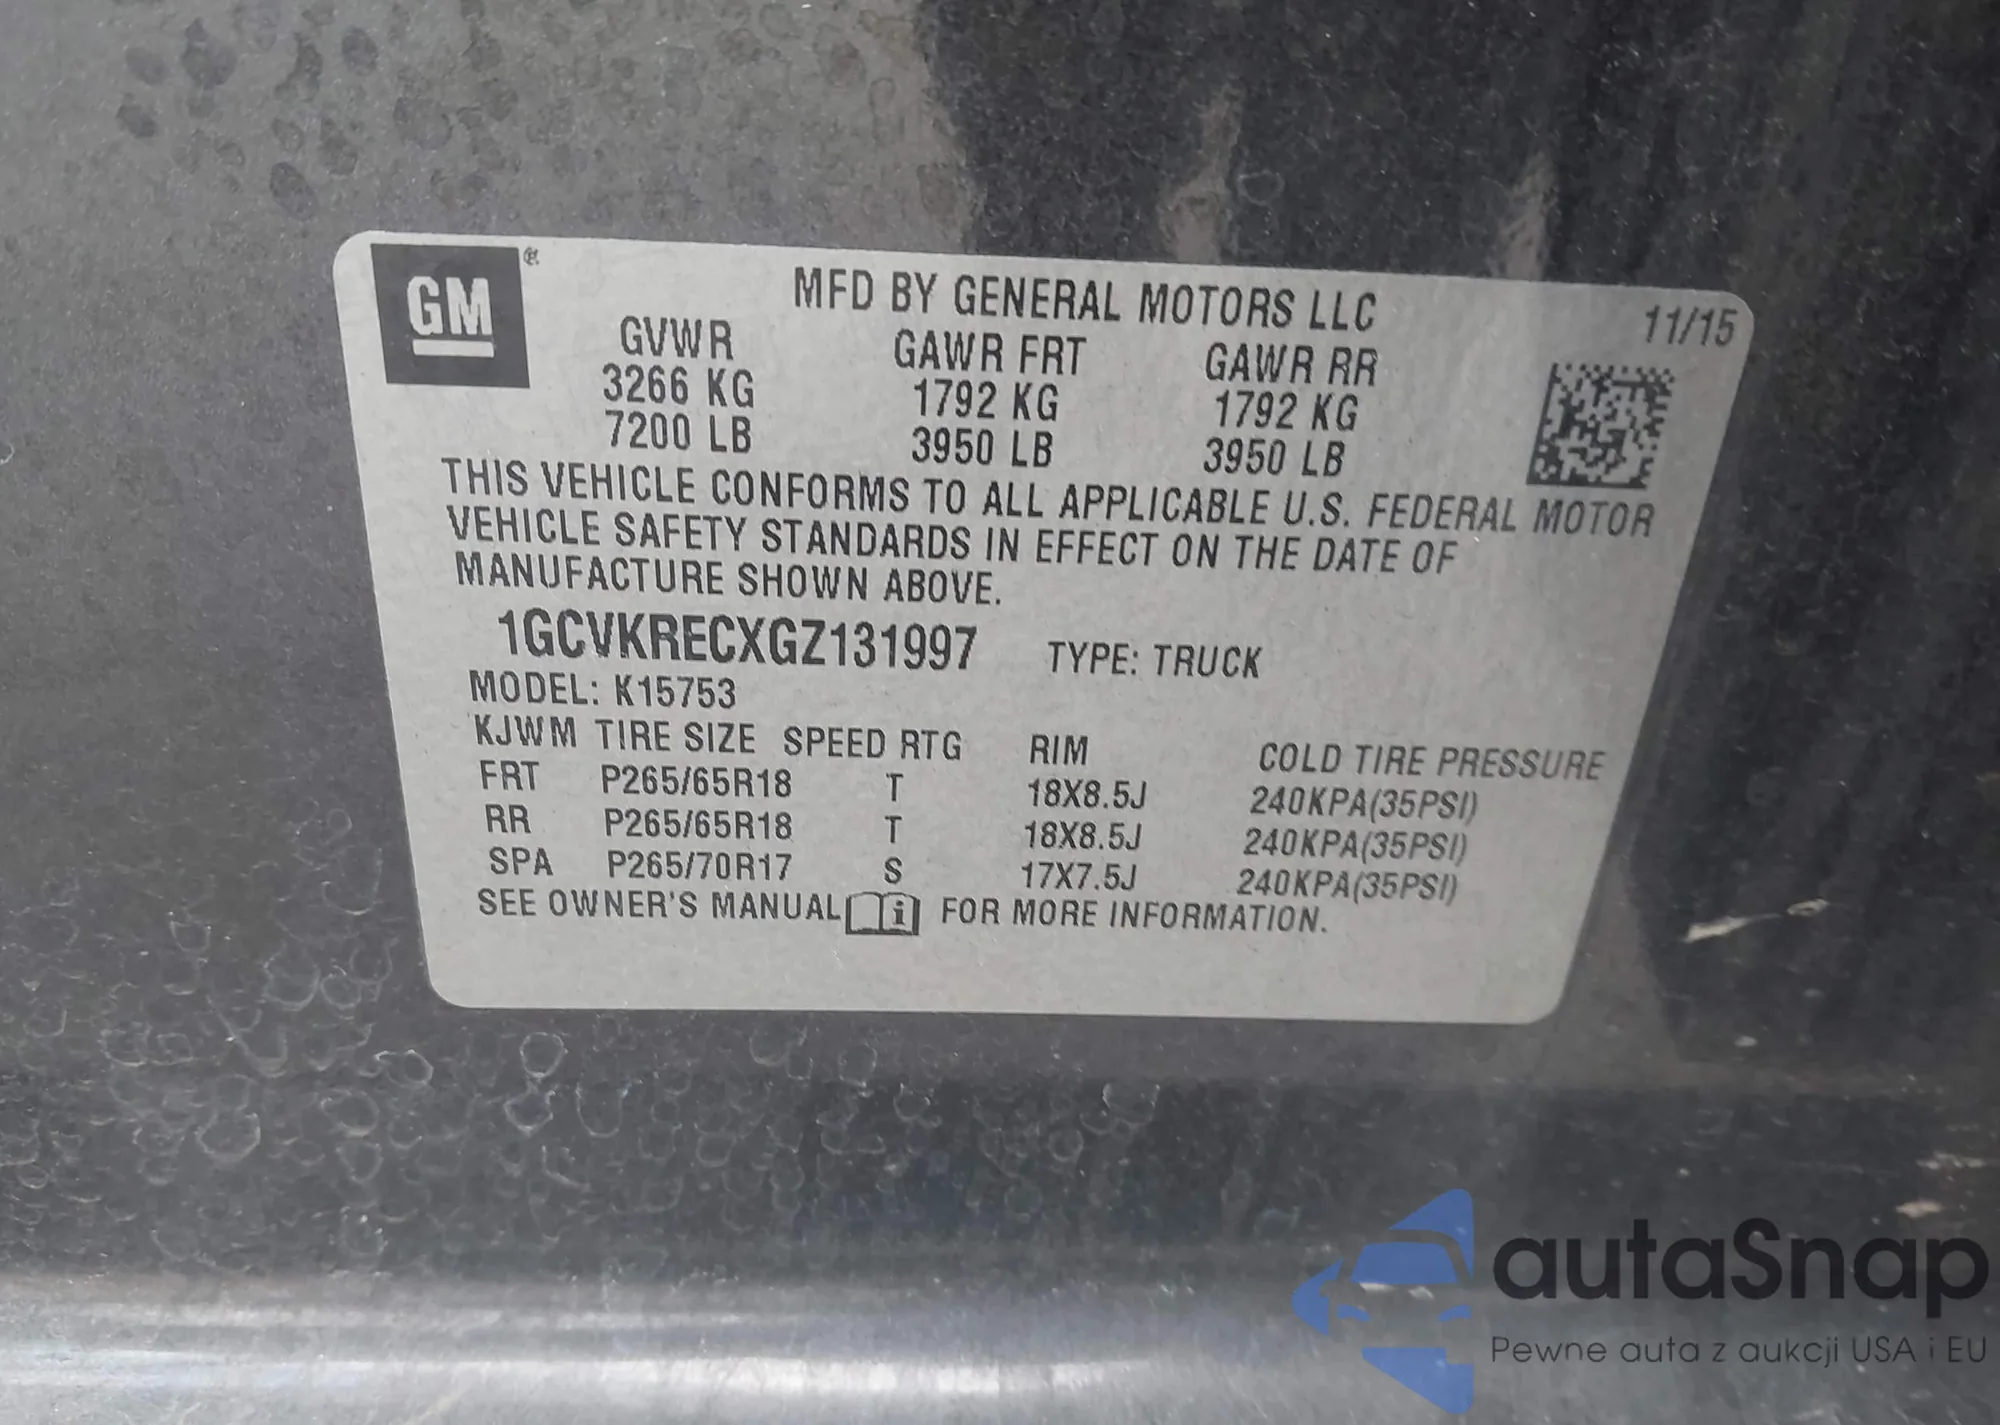 GM ®
MFD BY GENERAL MOTORS LLC 11/15
GVWR GAWR FRT GAWR RR
3266 KG 1792 KG 1792 KG
7200 LB 3950 LB 3950 LB
THIS VEHICLE CONFORMS TO ALL APPLICABLE U.S. FEDERAL MOTOR
VEHICLE SAFETY STANDARDS IN EFFECT ON THE DATE OF
MANUFACTURE SHOWN ABOVE.
1GCVKRECXGZ131997 TYPE: TRUCK
MODEL: K15753
KJWM TIRE SIZE SPEED RTG RIM COLD TIRE PRESSURE
FRT P265/65R18 T 18X8.5J 240KPA(35PSI)
RR P265/65R18 T 18X8.5J 240KPA(35PSI)
SPA P265/70R17 S 17X7.5J 240KPA(35PSI)
SEE OWNER'S MANUAL i FOR MORE INFORMATION.
autaSnap
Pewne auta z aukcji USA i EU